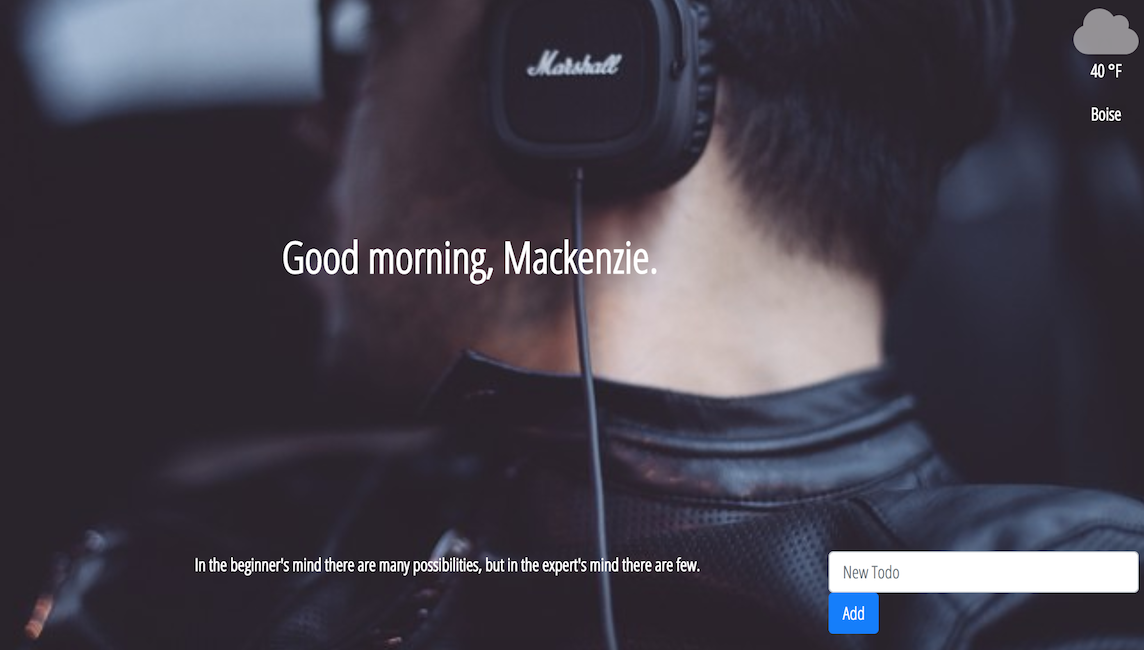 Marshall
40 °F
Boise
Good morning, Mackenzie.
In the beginner's mind there are many possibilities, but in the expert's mind there are few.
New Todo
Add